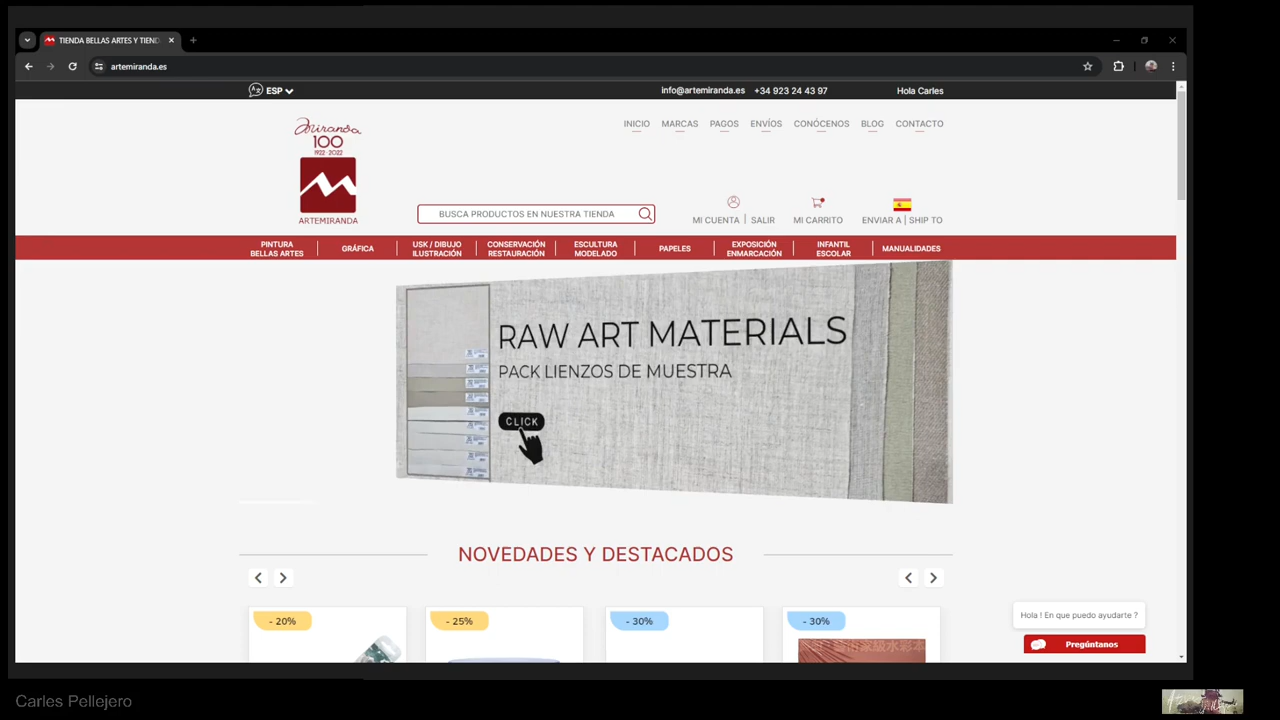 TIENDA BELLAS ARTES Y TIEND
artemiranda.es
ESP
info@artemiranda.es +34 923 24 43 97 Hola Carles
Miranda
100
1922·2022
ARTEMIRANDA
INICIO MARCAS PAGOS ENVÍOS CONÓCENOS BLOG CONTACTO
BUSCA PRODUCTOS EN NUESTRA TIENDA
MI CUENTA | SALIR MI CARRITO ENVIAR A | SHIP TO
PINTURA BELLAS ARTES
GRÁFICA
USK / DIBUJO ILUSTRACIÓN
CONSERVACIÓN RESTAURACIÓN
ESCULTURA MODELADO
PAPELES
EXPOSICIÓN ENMARCACIÓN
INFANTIL ESCOLAR
MANUALIDADES
RAW ART MATERIALS
PACK LIENZOS DE MUESTRA
CLICK
NOVEDADES Y DESTACADOS
- 20% - 25% - 30% - 30%
Hola ! En que puedo ayudarte ?
Pregúntanos
Carles Pellejero